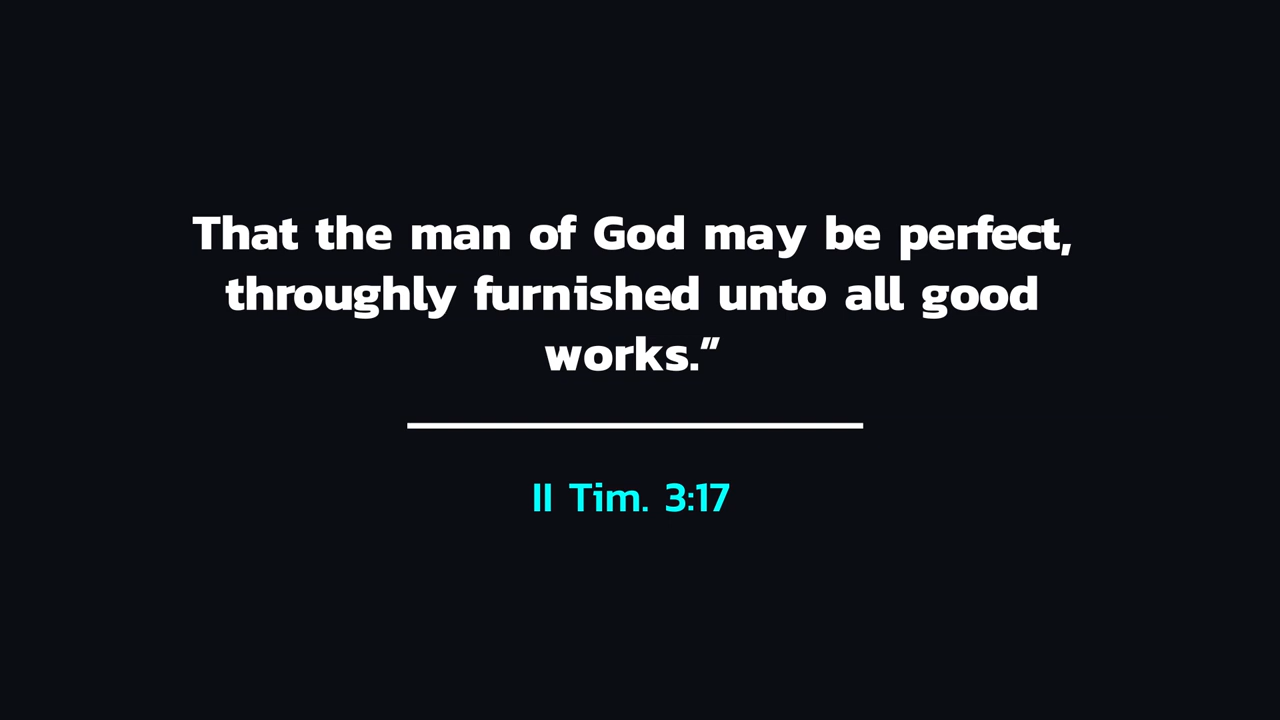 That the man of God may be perfect,
throughly furnished unto all good
works.”
II Tim. 3:17